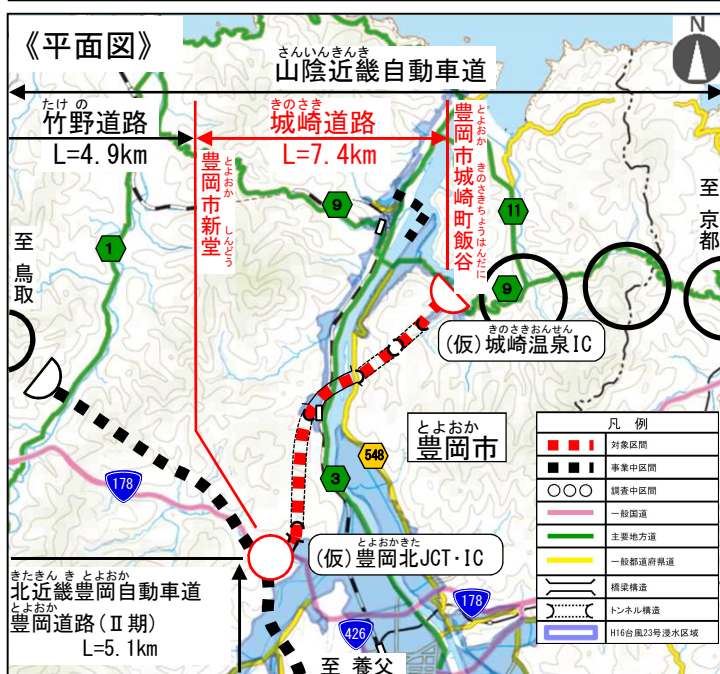 《平面図》
N
さんいんきんき
山陰近畿自動車道
たけ の
竹野道路
L=4.9km
きのさき
城崎道路
L=7.4km
とよおか しんどう
豊岡市新堂
とよおか きのさきちょうはんだに
豊岡市城崎町飯谷
至 鳥取
至 京都
1
9
11
9
きのさきおんせん
(仮)城崎温泉IC
とよおか
豊岡市
548
3
178
とよおかきた
(仮)豊岡北JCT・IC
きたきん き とよおか
北近畿豊岡自動車道
とよおか
豊岡道路(Ⅱ期)
L=5.1km
426
178
至 養父
凡 例
対象区間
事業中区間
調査中区間
一般国道
主要地方道
一般都道府県道
橋梁構造
トンネル構造
H16台風23号浸水区域